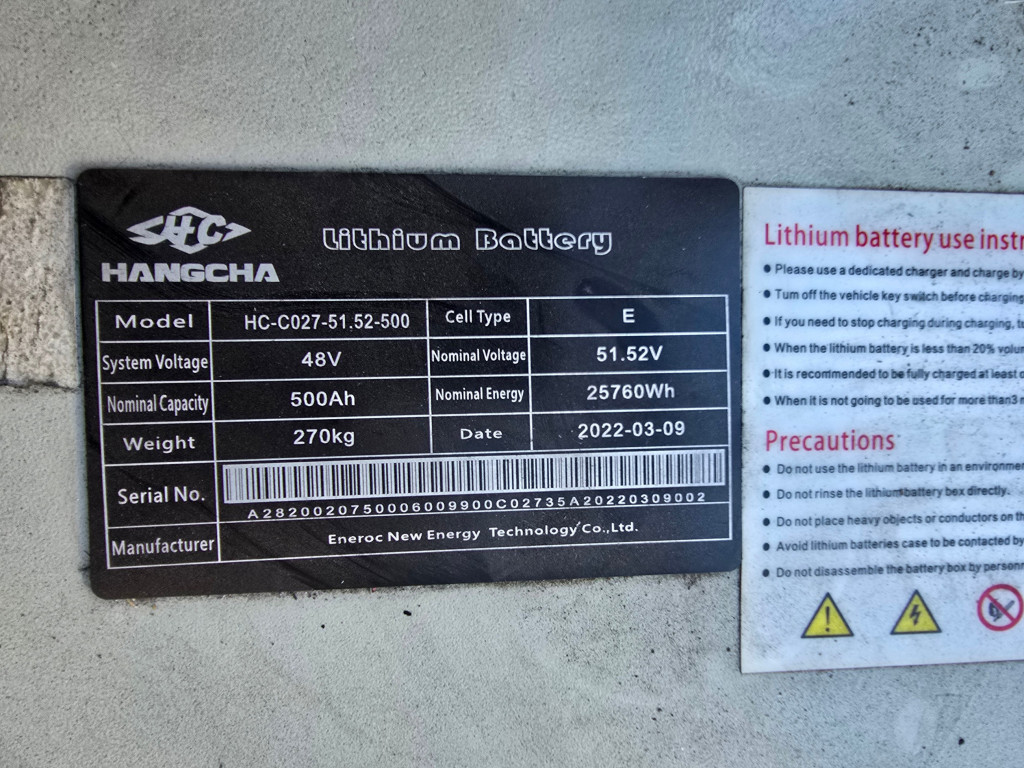 HC
HANGCHA
Lithium Battery
Model HC-C027-51.52-500 Cell Type E
System Voltage 48V Nominal Voltage 51.52V
Nominal Capacity 500Ah Nominal Energy 25760Wh
Weight 270kg Date 2022-03-09
Serial No.
A2820020750006009900C02735A20220309002
Manufacturer Eneroc New Energy Technology Co.,Ltd.
Lithium battery use instr
● Please use a dedicated charger and charge by
● Turn off the vehicle key switch before charging
● If you need to stop charging during charging,
● When the lithium battery is less than 20%
● It is recommended to be fully charged at least
● When it is not going to be used for more than3
Precautions
● Do not use the lithium battery in an environme
● Do not rinse the lithium battery box directly.
● Do not place heavy objects or conductors on
● Avoid lithium batteries case to be contacted by
● Do not disassemble the battery box by person